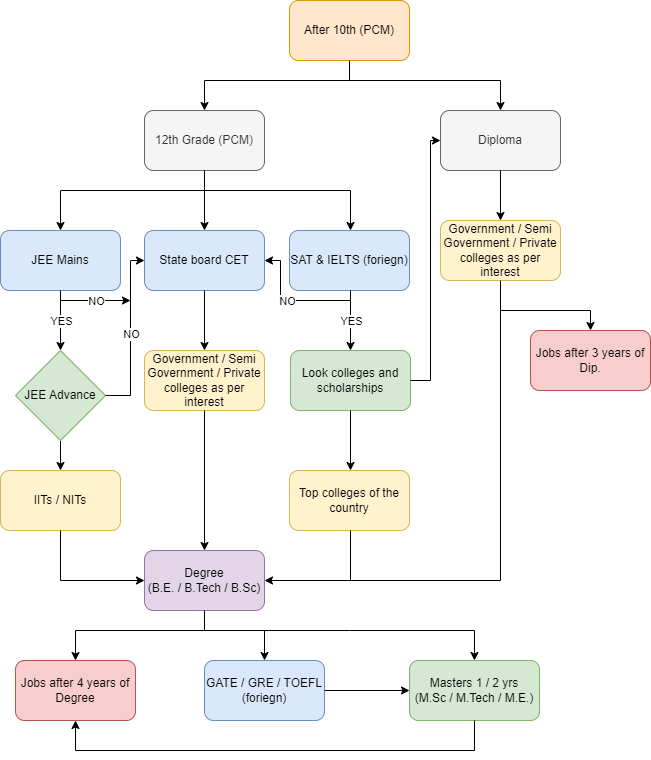 After 10th (PCM)
12th Grade (PCM)
Diploma
JEE Mains
State board CET
SAT & IELTS (foriegn)
Government / Semi
Government / Private
colleges as per
interest
NO
NO
YES
YES
NO
Government / Semi
Government / Private
colleges as per
interest
Look colleges and
scholarships
Jobs after 3 years of
Dip.
JEE Advance
IITs / NITs
Top colleges of the
country
Degree
(B.E. / B.Tech / B.Sc)
Jobs after 4 years of
Degree
GATE / GRE / TOEFL
(foriegn)
Masters 1 / 2 yrs
(M.Sc / M.Tech / M.E.)